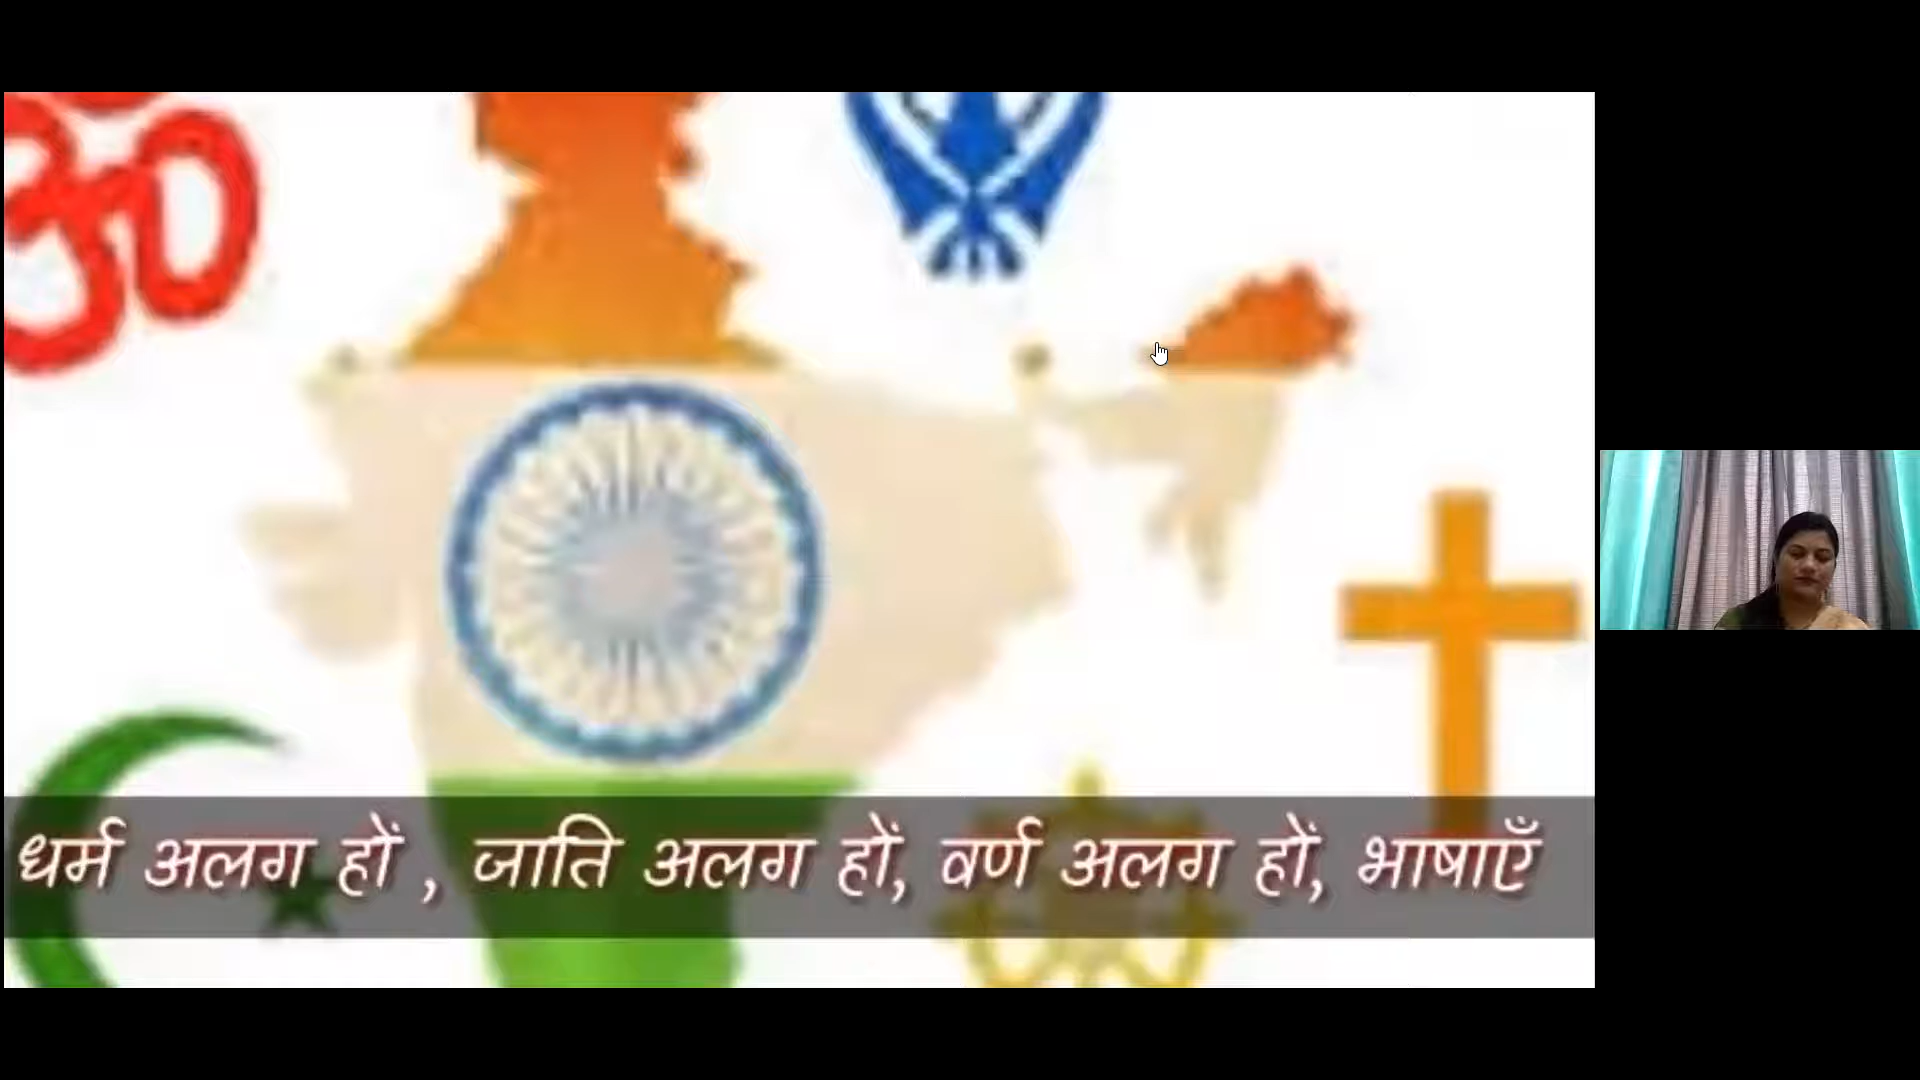 धर्म अलग हों , जाति अलग हों, वर्ण अलग हों, भाषाएँ